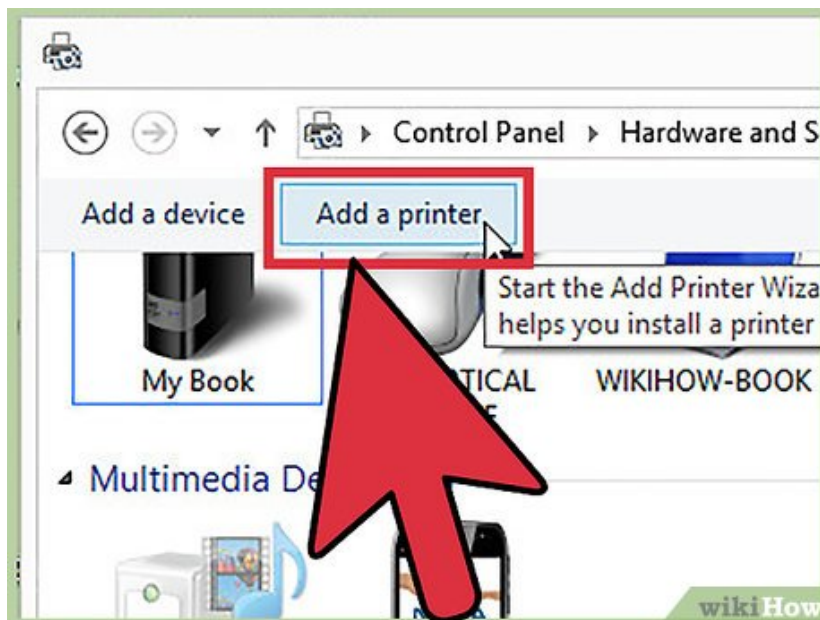 Control Panel Hardware and S
Add a device Add a printer
Start the Add Printer Wiza
helps you install a printer
My Book TICAL WIKIHOW-BOOK
Multimedia De
wikiHow